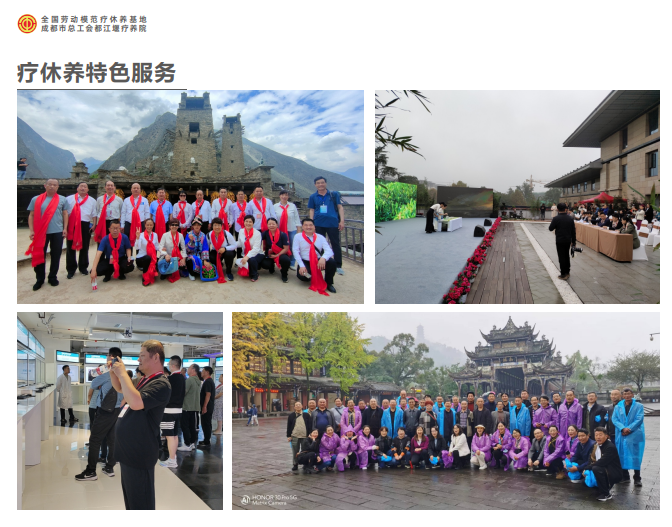 全国劳动模范疗休养基地
成都市总工会都江堰疗养院
疗休养特色服务
HONOR 70 Pro 5G
Matrix Camera